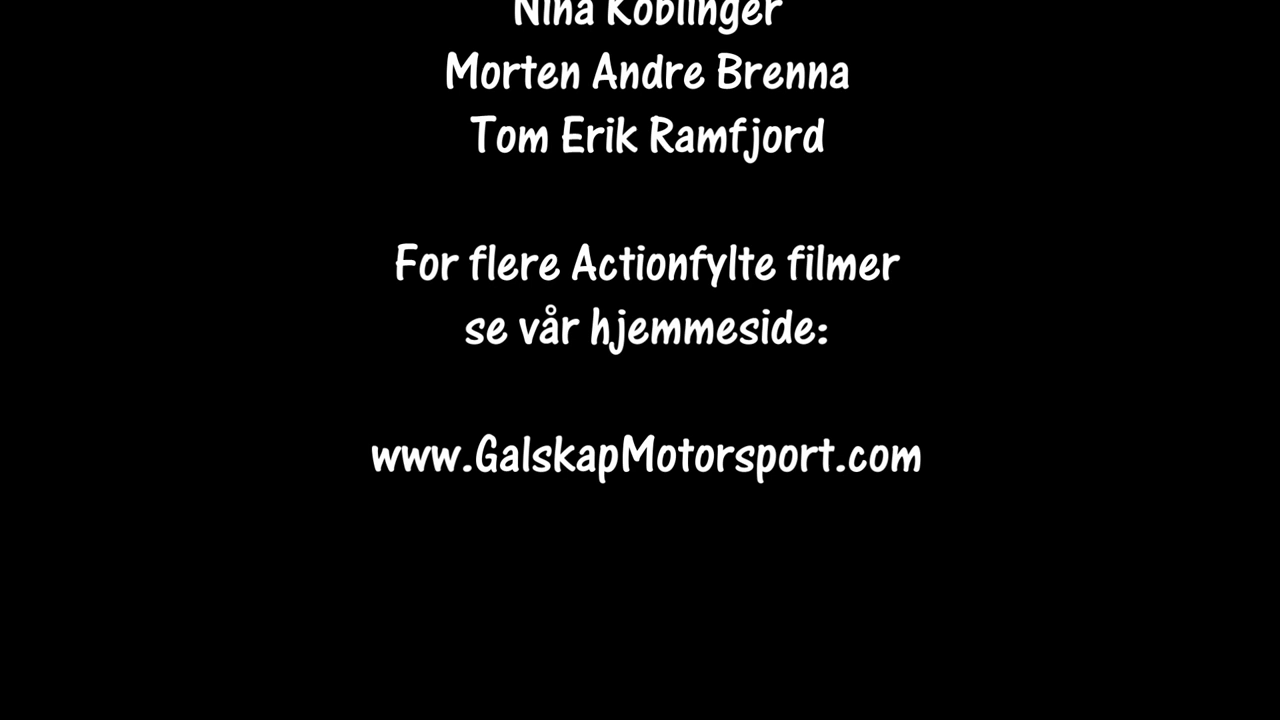 Nina Koblinger
Morten Andre Brenna
Tom Erik Ramfjord
For flere Actionfylte filmer
se vår hjemmeside:
www.GalskapMotorsport.com